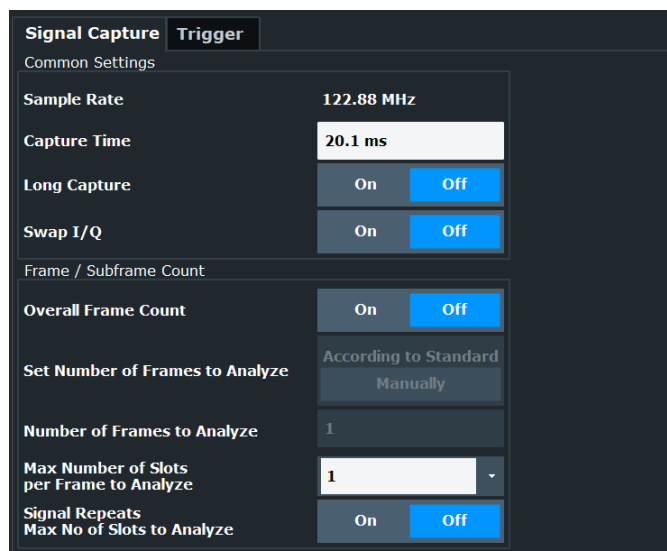 Signal Capture Trigger
Common Settings
Sample Rate 122.88 MHz
Capture Time 20.1 ms
Long Capture On Off
Swap I/Q On Off
Frame / Subframe Count
Overall Frame Count On Off
According to Standard
Set Number of Frames to Analyze
Manually
Number of Frames to Analyze 1
Max Number of Slots
per Frame to Analyze 1
Signal Repeats
Max No of Slots to Analyze On Off